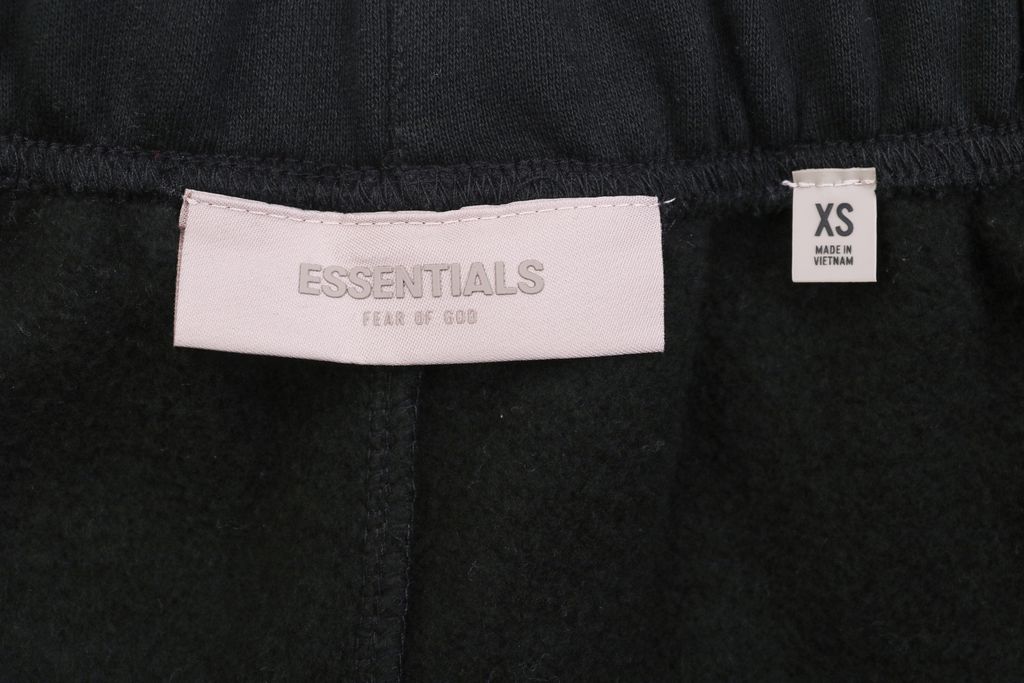 ESSENTIALS
FEAR OF GOD
XS
MADE IN
VIETNAM